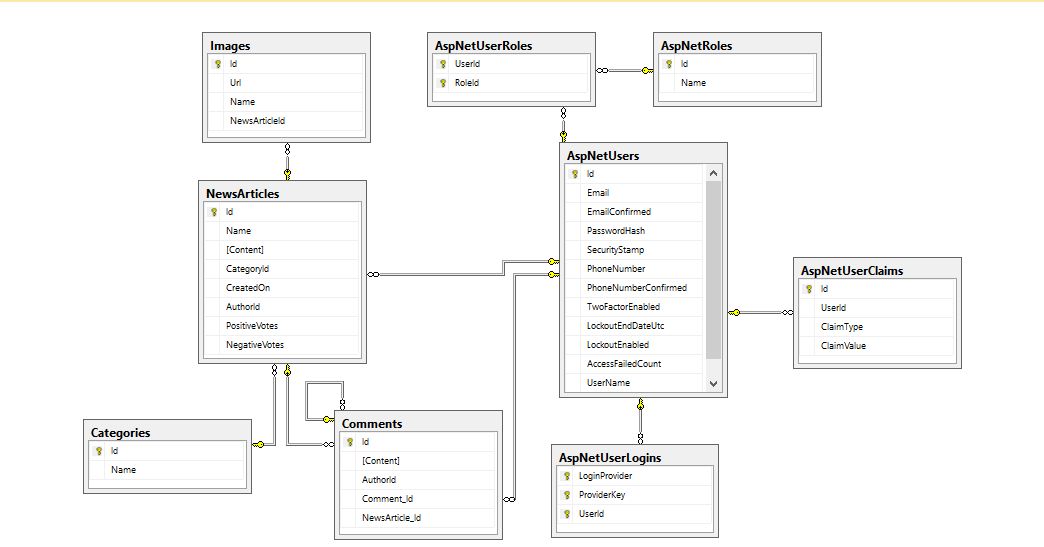 Images
Id
Url
Name
NewsArticleId
AspNetUserRoles
UserId
RoleId
AspNetRoles
Id
Name
AspNetUsers
Id
Email
EmailConfirmed
PasswordHash
SecurityStamp
PhoneNumber
PhoneNumberConfirmed
TwoFactorEnabled
LockoutEndDateUtc
LockoutEnabled
AccessFailedCount
UserName
NewsArticles
Id
Name
[Content]
CategoryId
CreatedOn
AuthorId
PositiveVotes
NegativeVotes
AspNetUserClaims
Id
UserId
ClaimType
ClaimValue
Categories
Id
Name
Comments
Id
[Content]
AuthorId
Comment_Id
NewsArticle_Id
AspNetUserLogins
LoginProvider
ProviderKey
UserId